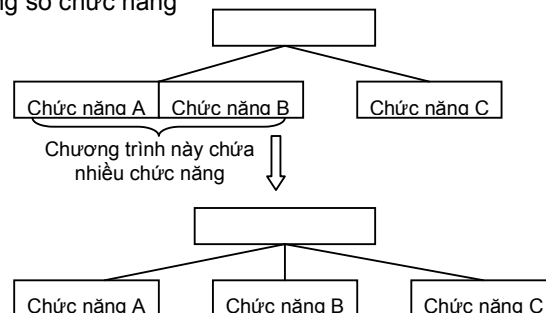 ng số chức năng
Chức năng A Chức năng B Chức năng C
Chương trình này chứa
nhiều chức năng
Chức năng A Chức năng B Chức năng C